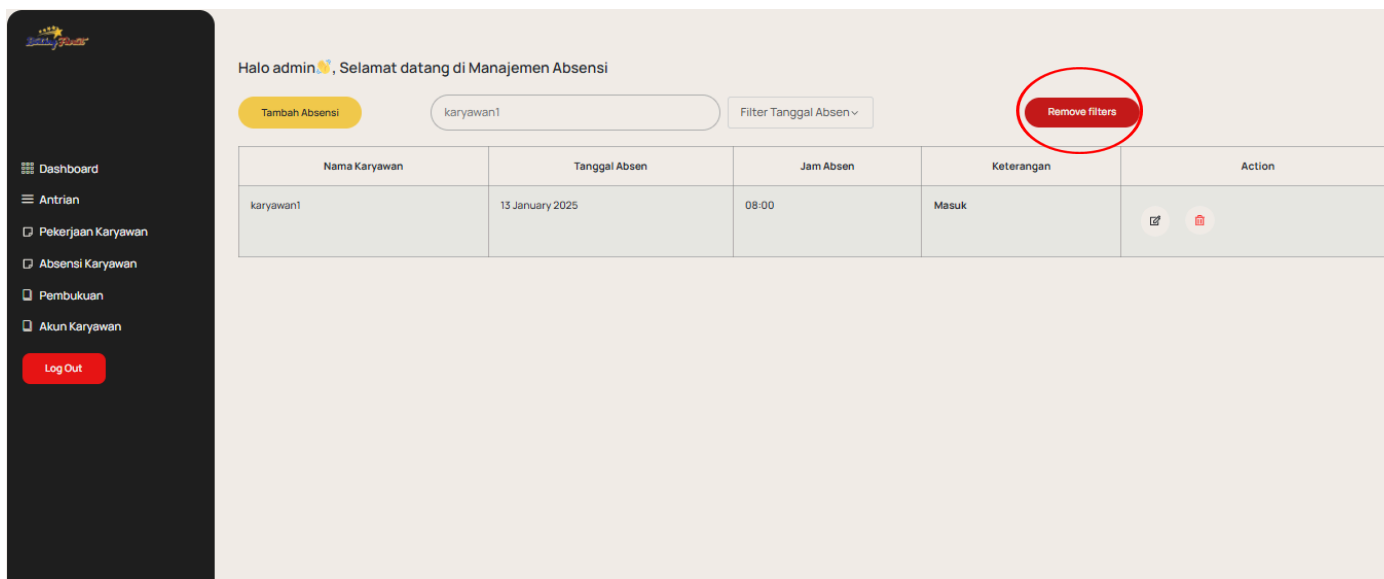 Halo admin👋, Selamat datang di Manajemen Absensi
Tambah Absensi
karyawan1
Filter Tanggal Absen
Remove filters
Nama Karyawan Tanggal Absen Jam Absen Keterangan Action
karyawan1 13 January 2025 08:00 Masuk
Dashboard
Antrian
Pekerjaan Karyawan
Absensi Karyawan
Pembukuan
Akun Karyawan
Log Out